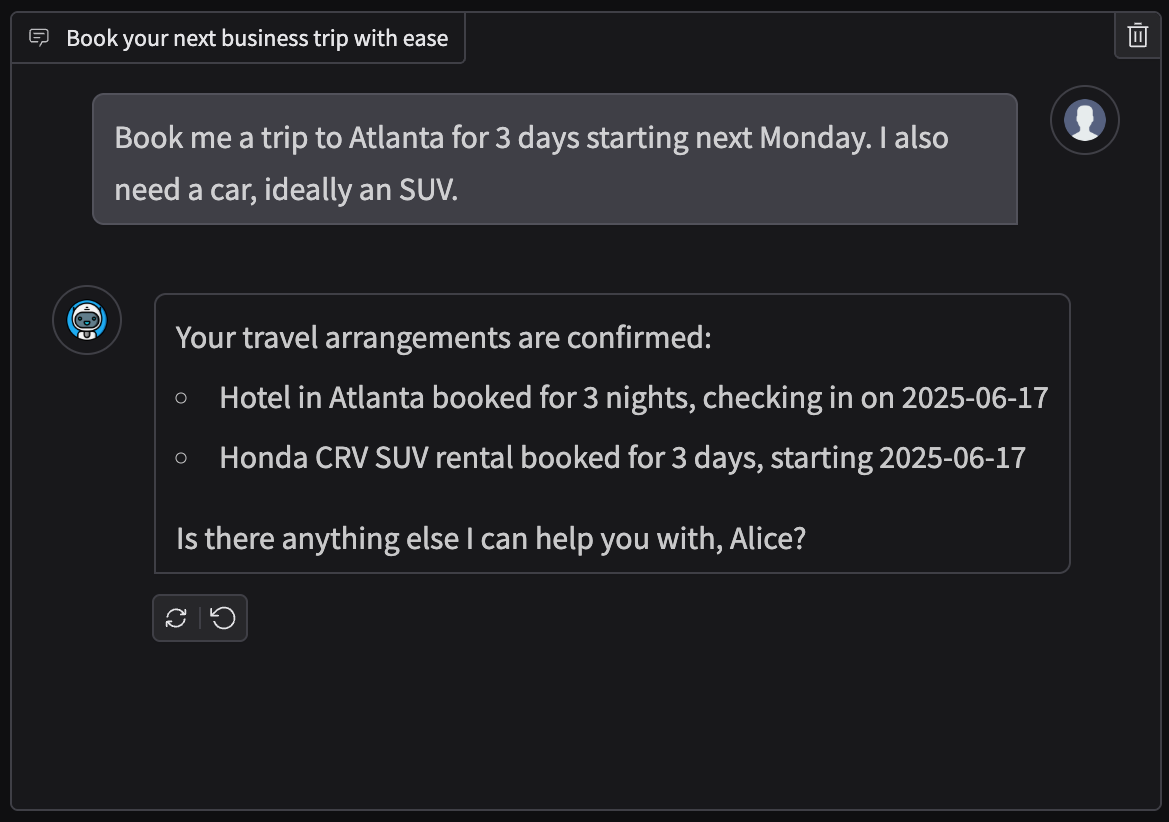 Book your next business trip with ease
Book me a trip to Atlanta for 3 days starting next Monday. I also
need a car, ideally an SUV.
Your travel arrangements are confirmed:
Hotel in Atlanta booked for 3 nights, checking in on 2025-06-17
Honda CRV SUV rental booked for 3 days, starting 2025-06-17
Is there anything else I can help you with, Alice?